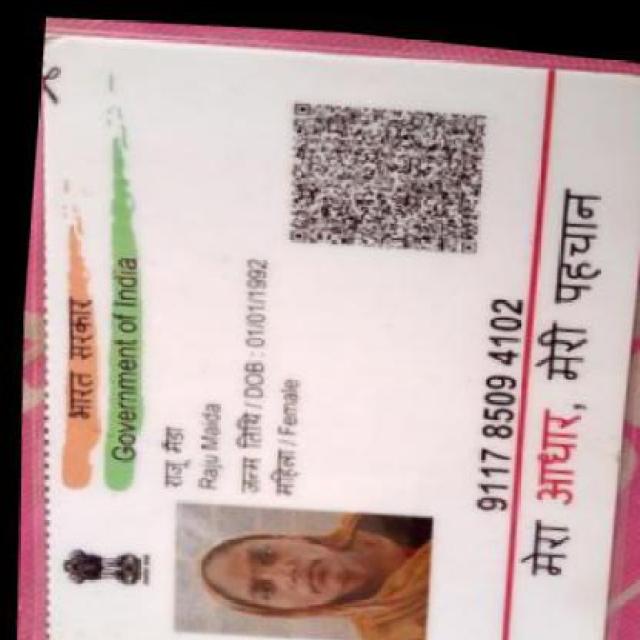 भारत सरकार
Government of India
राजू मैडा
Raju Maida
जन्म तिथि / DOB : 01/01/1992
महिला / Female
9117 8509 4102
मेरा आधार, मेरी पहचान